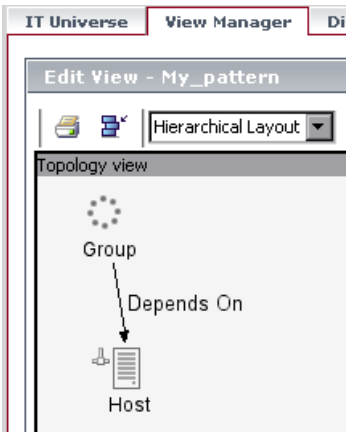 IT Universe View Manager Di
Edit View - My_pattern
Hierarchical Layout
Topology view
Group
Depends On
Host